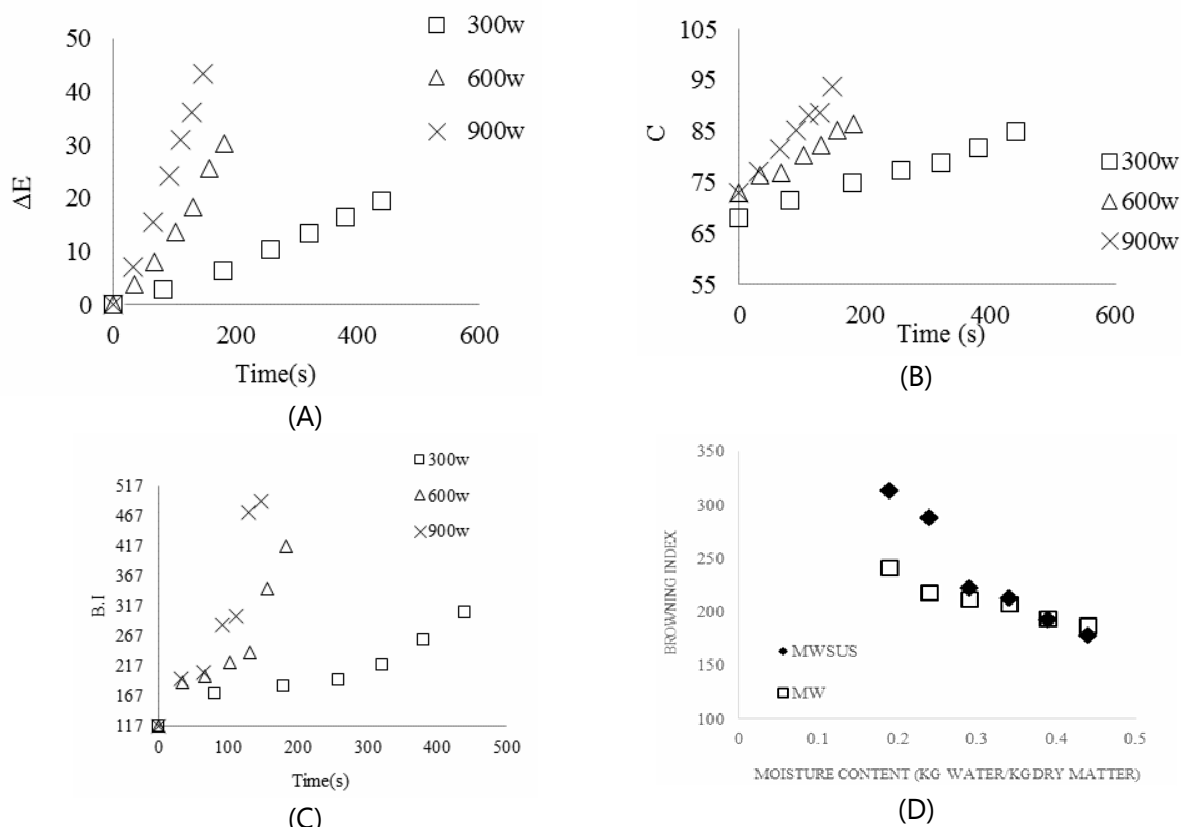 50
40
30
20
10
0
ΔE
0 200 400 600
Time(s)
300w
600w
900w
(A)
105
95
85
75
65
55
C
0 200 400 600
Time (s)
300w
600w
900w
(B)
517
467
417
367
317
267
217
167
117
B.I
0 100 200 300 400 500
Time(s)
300w
600w
900w
(C)
350
300
250
200
150
100
BROWNING INDEX
0 0.1 0.2 0.3 0.4 0.5
MOISTURE CONTENT (KG WATER/KG DRY MATTER)
MWSUS
MW
(D)